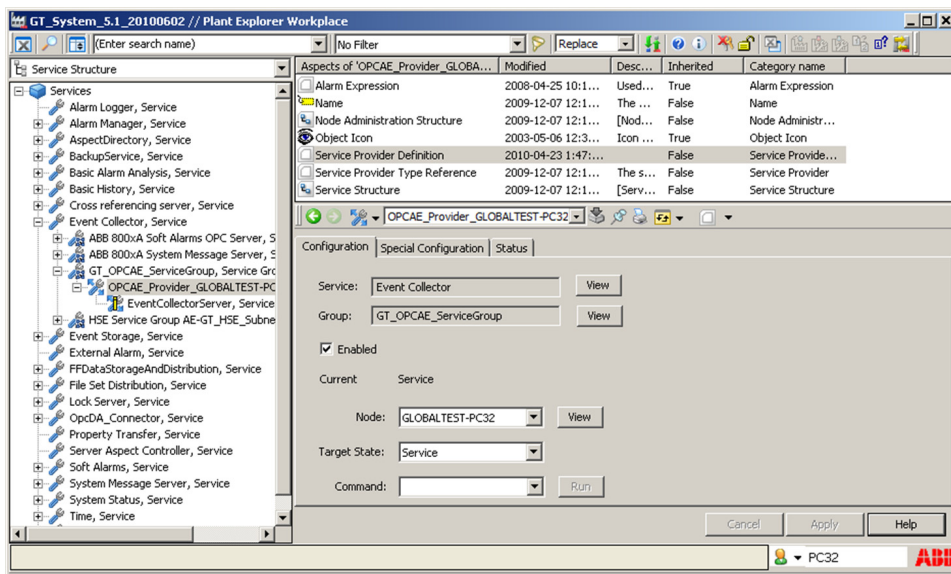 GT_System_5.1_20100602 // Plant Explorer Workplace
(Enter search name)
No Filter
Replace
Service Structure
Services
Alarm Logger, Service
Alarm Manager, Service
AspectDirectory, Service
BackupService, Service
Basic Alarm Analysis, Service
Basic History, Service
Cross referencing server, Service
Event Collector, Service
ABB 800xA Soft Alarms OPC Server, S
ABB 800xA System Message Server, S
GT_OPCAE_ServiceGroup, Service Grc
OPCAE_Provider_GLOBALTEST-PC
EventCollectorServer, Service
HSE Service Group AE-GT_HSE_Subne
Event Storage, Service
External Alarm, Service
FFDataStorageAndDistribution, Service
File Set Distribution, Service
Lock Server, Service
OpcDA_Connector, Service
Property Transfer, Service
Server Aspect Controller, Service
Soft Alarms, Service
System Message Server, Service
System Status, Service
Time, Service
Aspects of 'OPCAE_Provider_GLOBA... Modified Desc... Inherited Category name
Alarm Expression 2008-04-25 10:1... Used... True Alarm Expression
Name 2009-12-07 12:1... The ... False Name
Node Administration Structure 2009-12-07 12:1... [Nod... False Node Administr...
Object Icon 2003-05-06 12:3... Icon ... True Object Icon
Service Provider Definition 2010-04-23 1:47:... False Service Provide...
Service Provider Type Reference 2009-12-07 12:1... The s... False Service Provider
Service Structure 2009-12-07 12:1... [Serv... False Service Structure
OPCAE_Provider_GLOBALTEST-PC32
Configuration Special Configuration Status
Service: Event Collector View
Group: GT_OPCAE_ServiceGroup View
Enabled
Current Service
Node: GLOBALTEST-PC32 View
Target State: Service
Command: Run
Cancel Apply Help
PC32 ABB